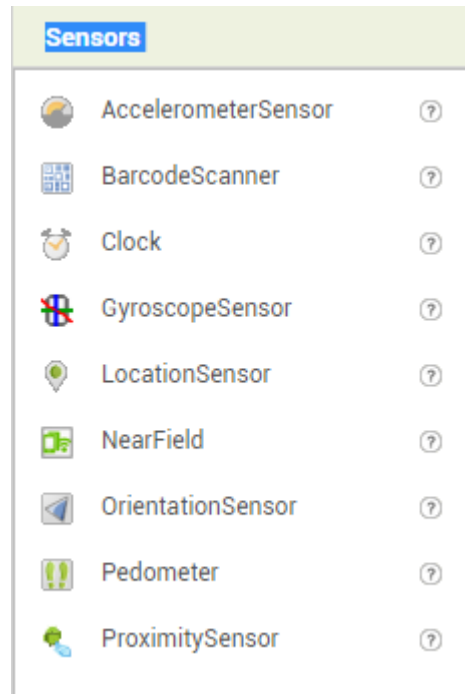 Sensors
AccelerometerSensor ?
BarcodeScanner ?
Clock ?
GyroscopeSensor ?
LocationSensor ?
NearField ?
OrientationSensor ?
Pedometer ?
ProximitySensor ?